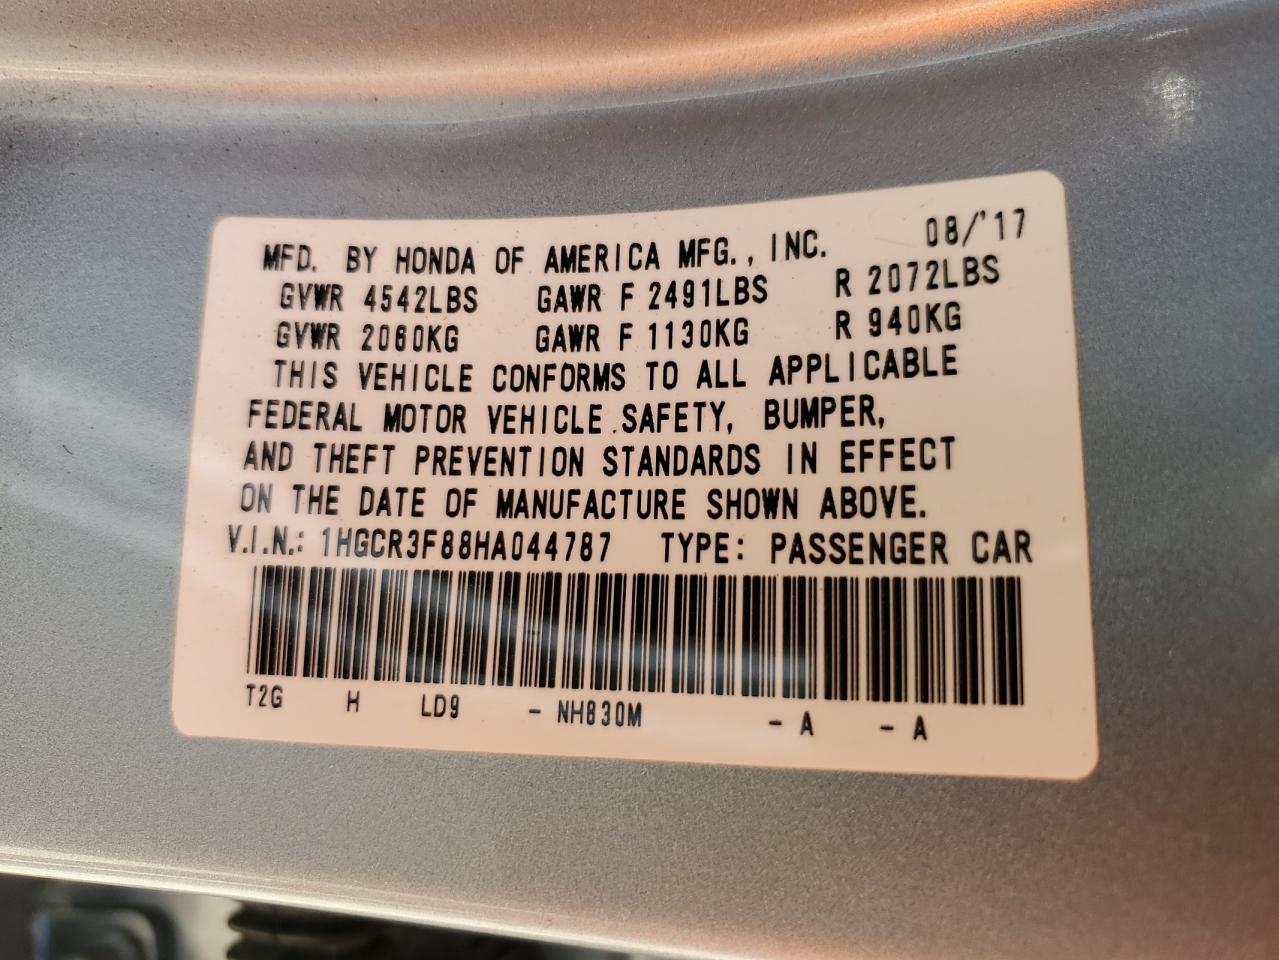 MFD. BY HONDA OF AMERICA MFG., INC. 08/'17
GVWR 4542LBS GAWR F 2491LBS R 2072LBS
GVWR 2060KG GAWR F 1130KG R 940KG
THIS VEHICLE CONFORMS TO ALL APPLICABLE
FEDERAL MOTOR VEHICLE SAFETY, BUMPER,
AND THEFT PREVENTION STANDARDS IN EFFECT
ON THE DATE OF MANUFACTURE SHOWN ABOVE.
V.I.N.: 1HGCR3F88HA044787 TYPE: PASSENGER CAR
T2G H LD9 - NH830M - A - A